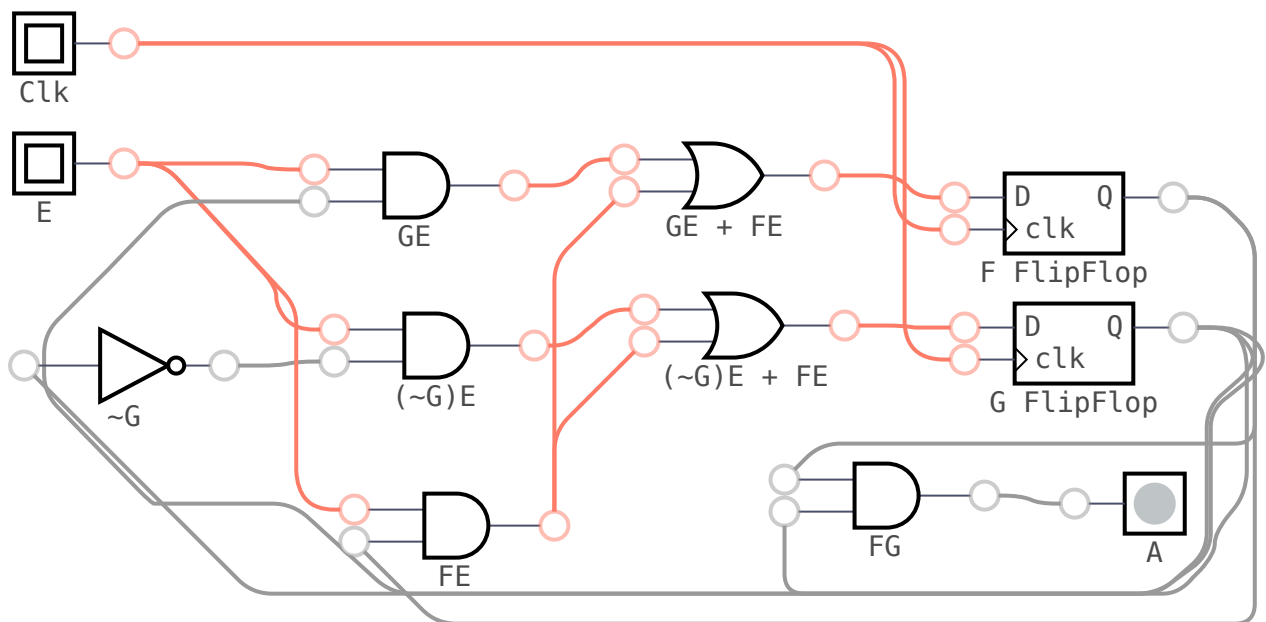 Clk
E
GE
GE + FE
D Q
clk
F FlipFlop
~G
(~G)E
(~G)E + FE
D Q
clk
G FlipFlop
FE
FG
A